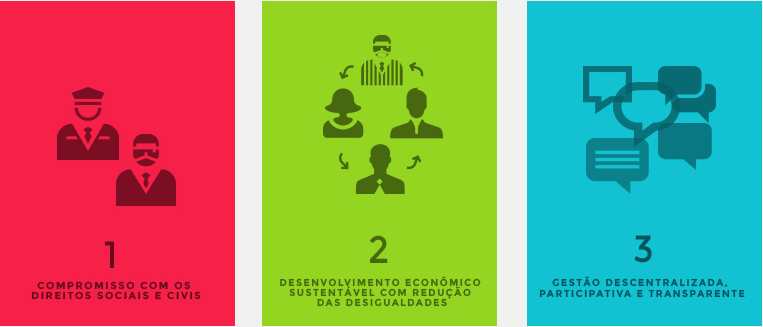 1
COMPROMISSO COM OS
DIREITOS SOCIAIS E CIVIS
2
DESENVOLVIMENTO ECONÔMICO
SUSTENTÁVEL COM REDUÇÃO
DAS DESIGUALDADES
3
GESTÃO DESCENTRALIZADA,
PARTICIPATIVA E TRANSPARENTE